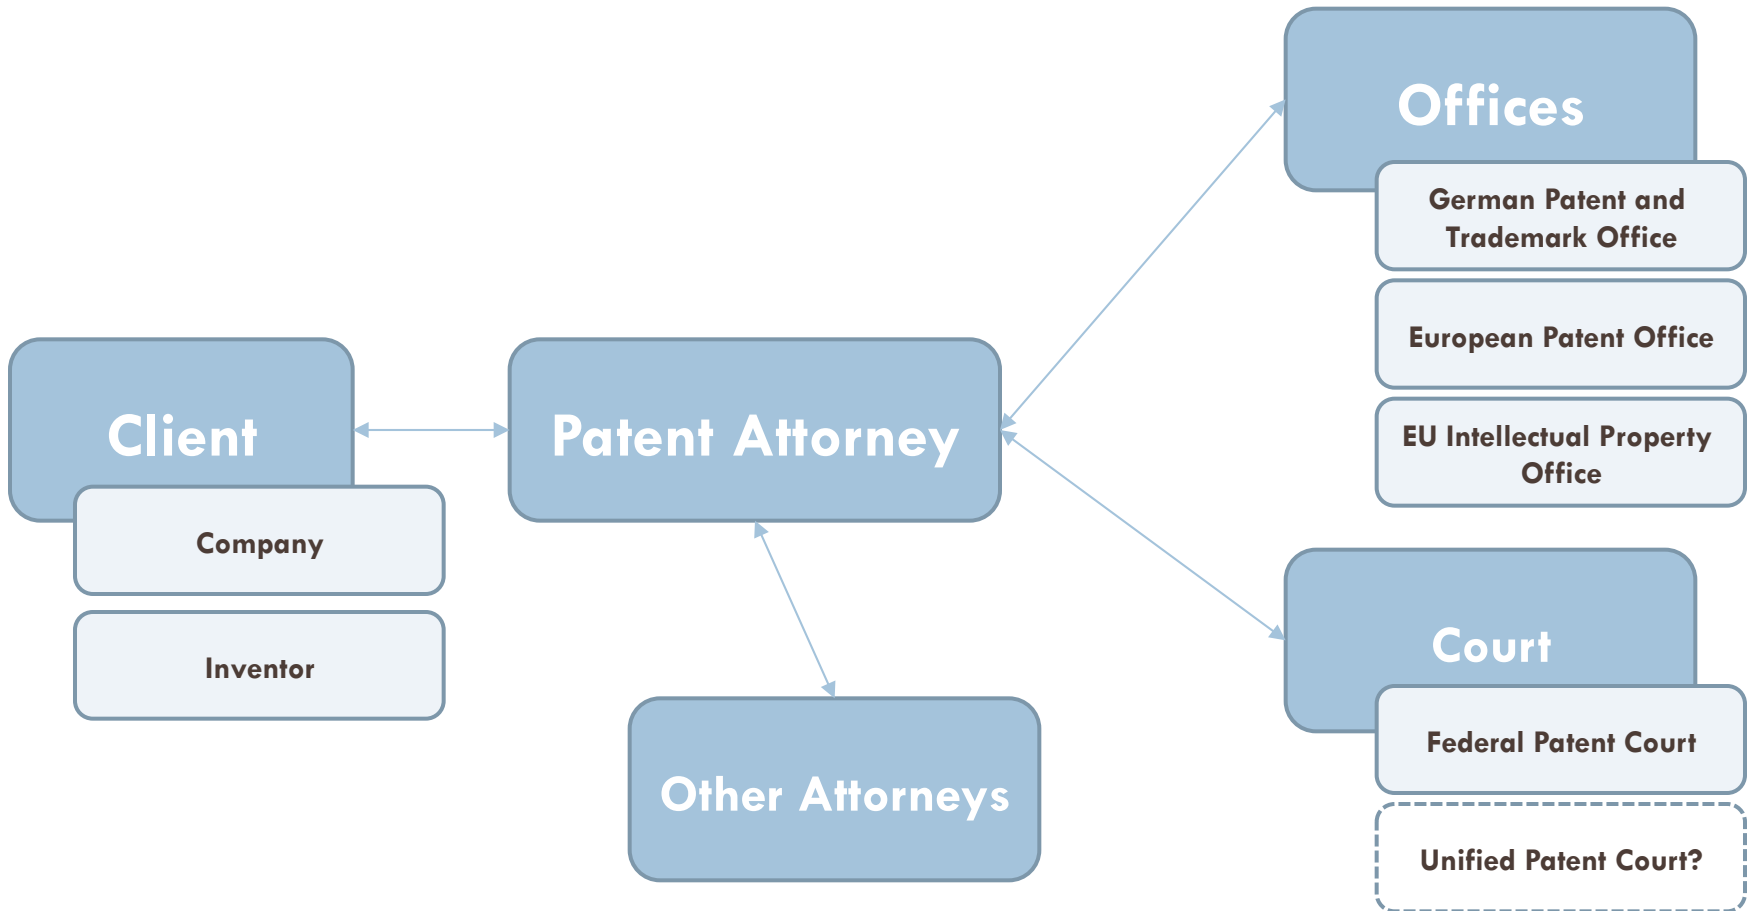 Offices
German Patent and
Trademark Office
European Patent Office
EU Intellectual Property
Office
Client
Company
Inventor
Patent Attorney
Other Attorneys
Court
Federal Patent Court
Unified Patent Court?